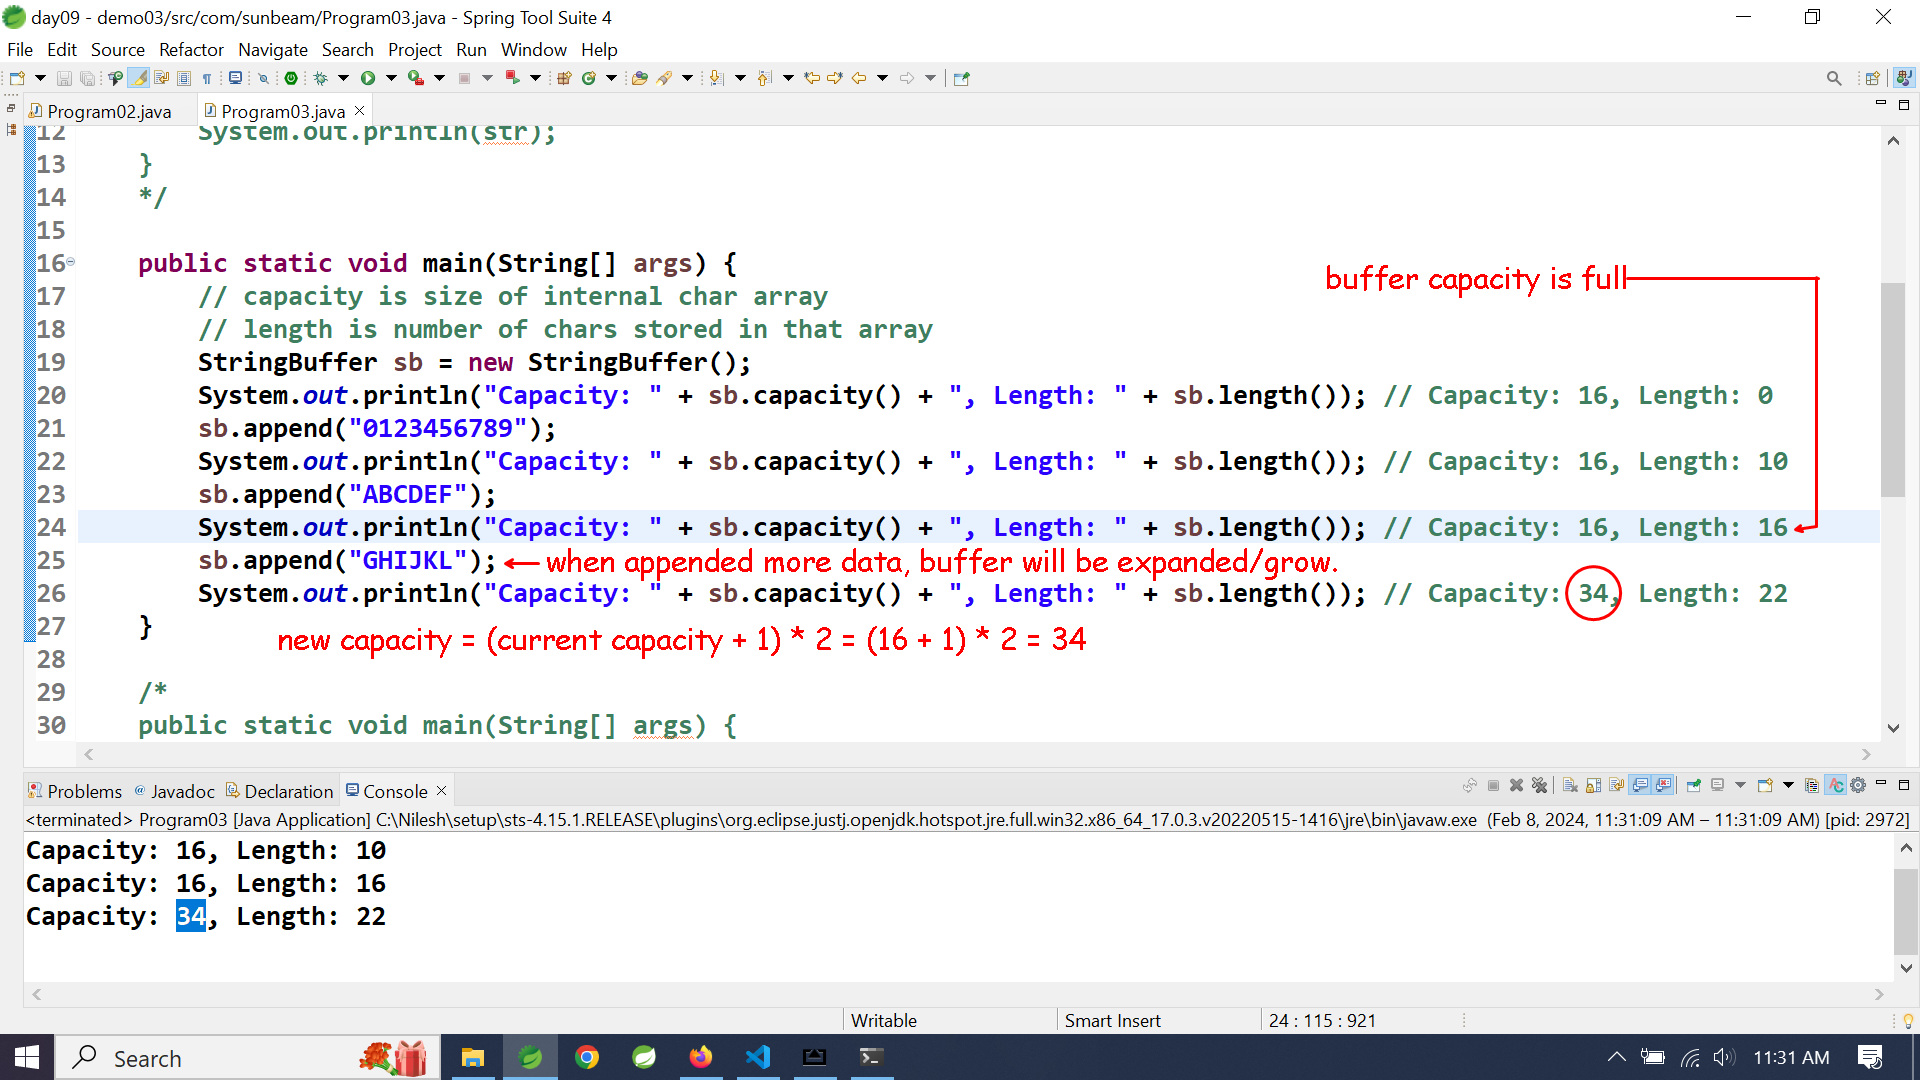 day09 - demo03/src/com/sunbeam/Program03.java - Spring Tool Suite 4
File Edit Source Refactor Navigate Search Project Run Window Help
Program02.java Program03.java
12 System.out.println(str);
13 }
14 */
15
16 public static void main(String[] args) {
buffer capacity is full
17 // capacity is size of internal char array
18 // length is number of chars stored in that array
19 StringBuffer sb = new StringBuffer();
20 System.out.println("Capacity: " + sb.capacity() + ", Length: " + sb.length()); // Capacity: 16, Length: 0
21 sb.append("0123456789");
22 System.out.println("Capacity: " + sb.capacity() + ", Length: " + sb.length()); // Capacity: 16, Length: 10
23 sb.append("ABCDEF");
24 System.out.println("Capacity: " + sb.capacity() + ", Length: " + sb.length()); // Capacity: 16, Length: 16
25 sb.append("GHIJKL"); when appended more data, buffer will be expanded/grow.
26 System.out.println("Capacity: " + sb.capacity() + ", Length: " + sb.length()); // Capacity: 34, Length: 22
27 }
new capacity = (current capacity + 1) * 2 = (16 + 1) * 2 = 34
28
29 /*
30 public static void main(String[] args) {
Problems @ Javadoc Declaration Console
<terminated> Program03 [Java Application] C:\Nilesh\setup\sts-4.15.1.RELEASE\plugins\org.eclipse.justj.openjdk.hotspot.jre.full.win32.x86_64_17.0.3.v20220515-1416\jre\bin\javaw.exe (Feb 8, 2024, 11:31:09 AM – 11:31:09 AM) [pid: 2972]
Capacity: 16, Length: 10
Capacity: 16, Length: 16
Capacity: 34, Length: 22
Writable Smart Insert 24 : 115 : 921
Search 11:31 AM